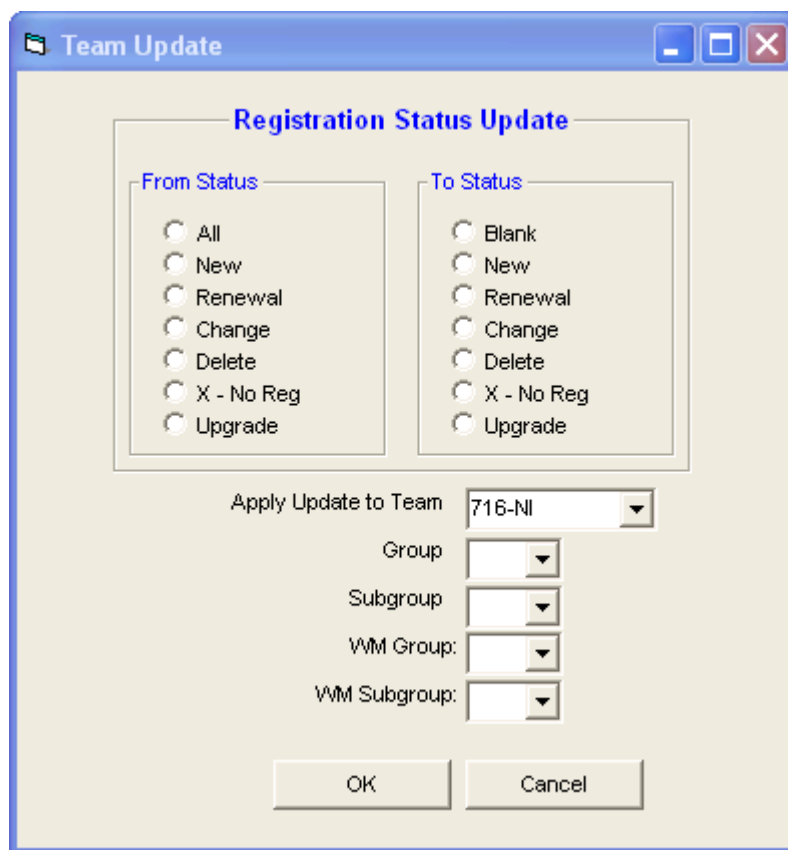 Team Update
Registration Status Update
From Status
All
New
Renewal
Change
Delete
X - No Reg
Upgrade
To Status
Blank
New
Renewal
Change
Delete
X - No Reg
Upgrade
Apply Update to Team 716-NI
Group
Subgroup
WM Group:
WM Subgroup:
OK Cancel